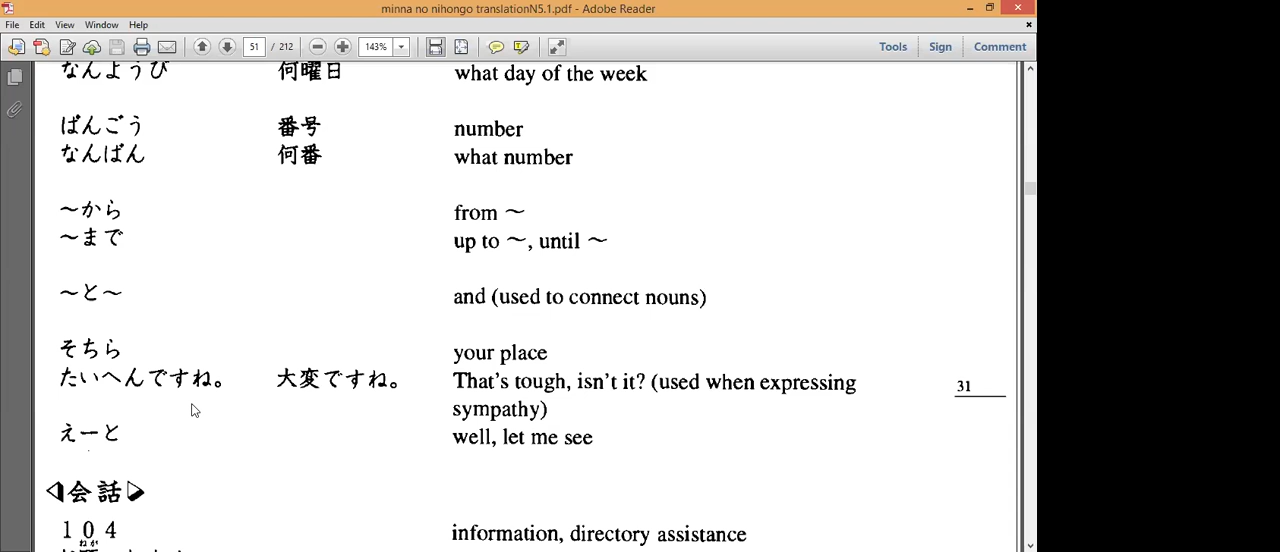 minna no nihongo translationN5.1.pdf - Adobe Reader
File Edit View Window Help
51 / 212 143% Tools Sign Comment
なんようび 何曜日 what day of the week
ばんごう 番号 number
なんばん 何番 what number
～から from ～
～まで up to ～, until ～
～と～ and (used to connect nouns)
そちら your place
たいへんですね。 大変ですね。 That's tough, isn't it? (used when expressing
sympathy)
31
えーと well, let me see
会話
104 information, directory assistance